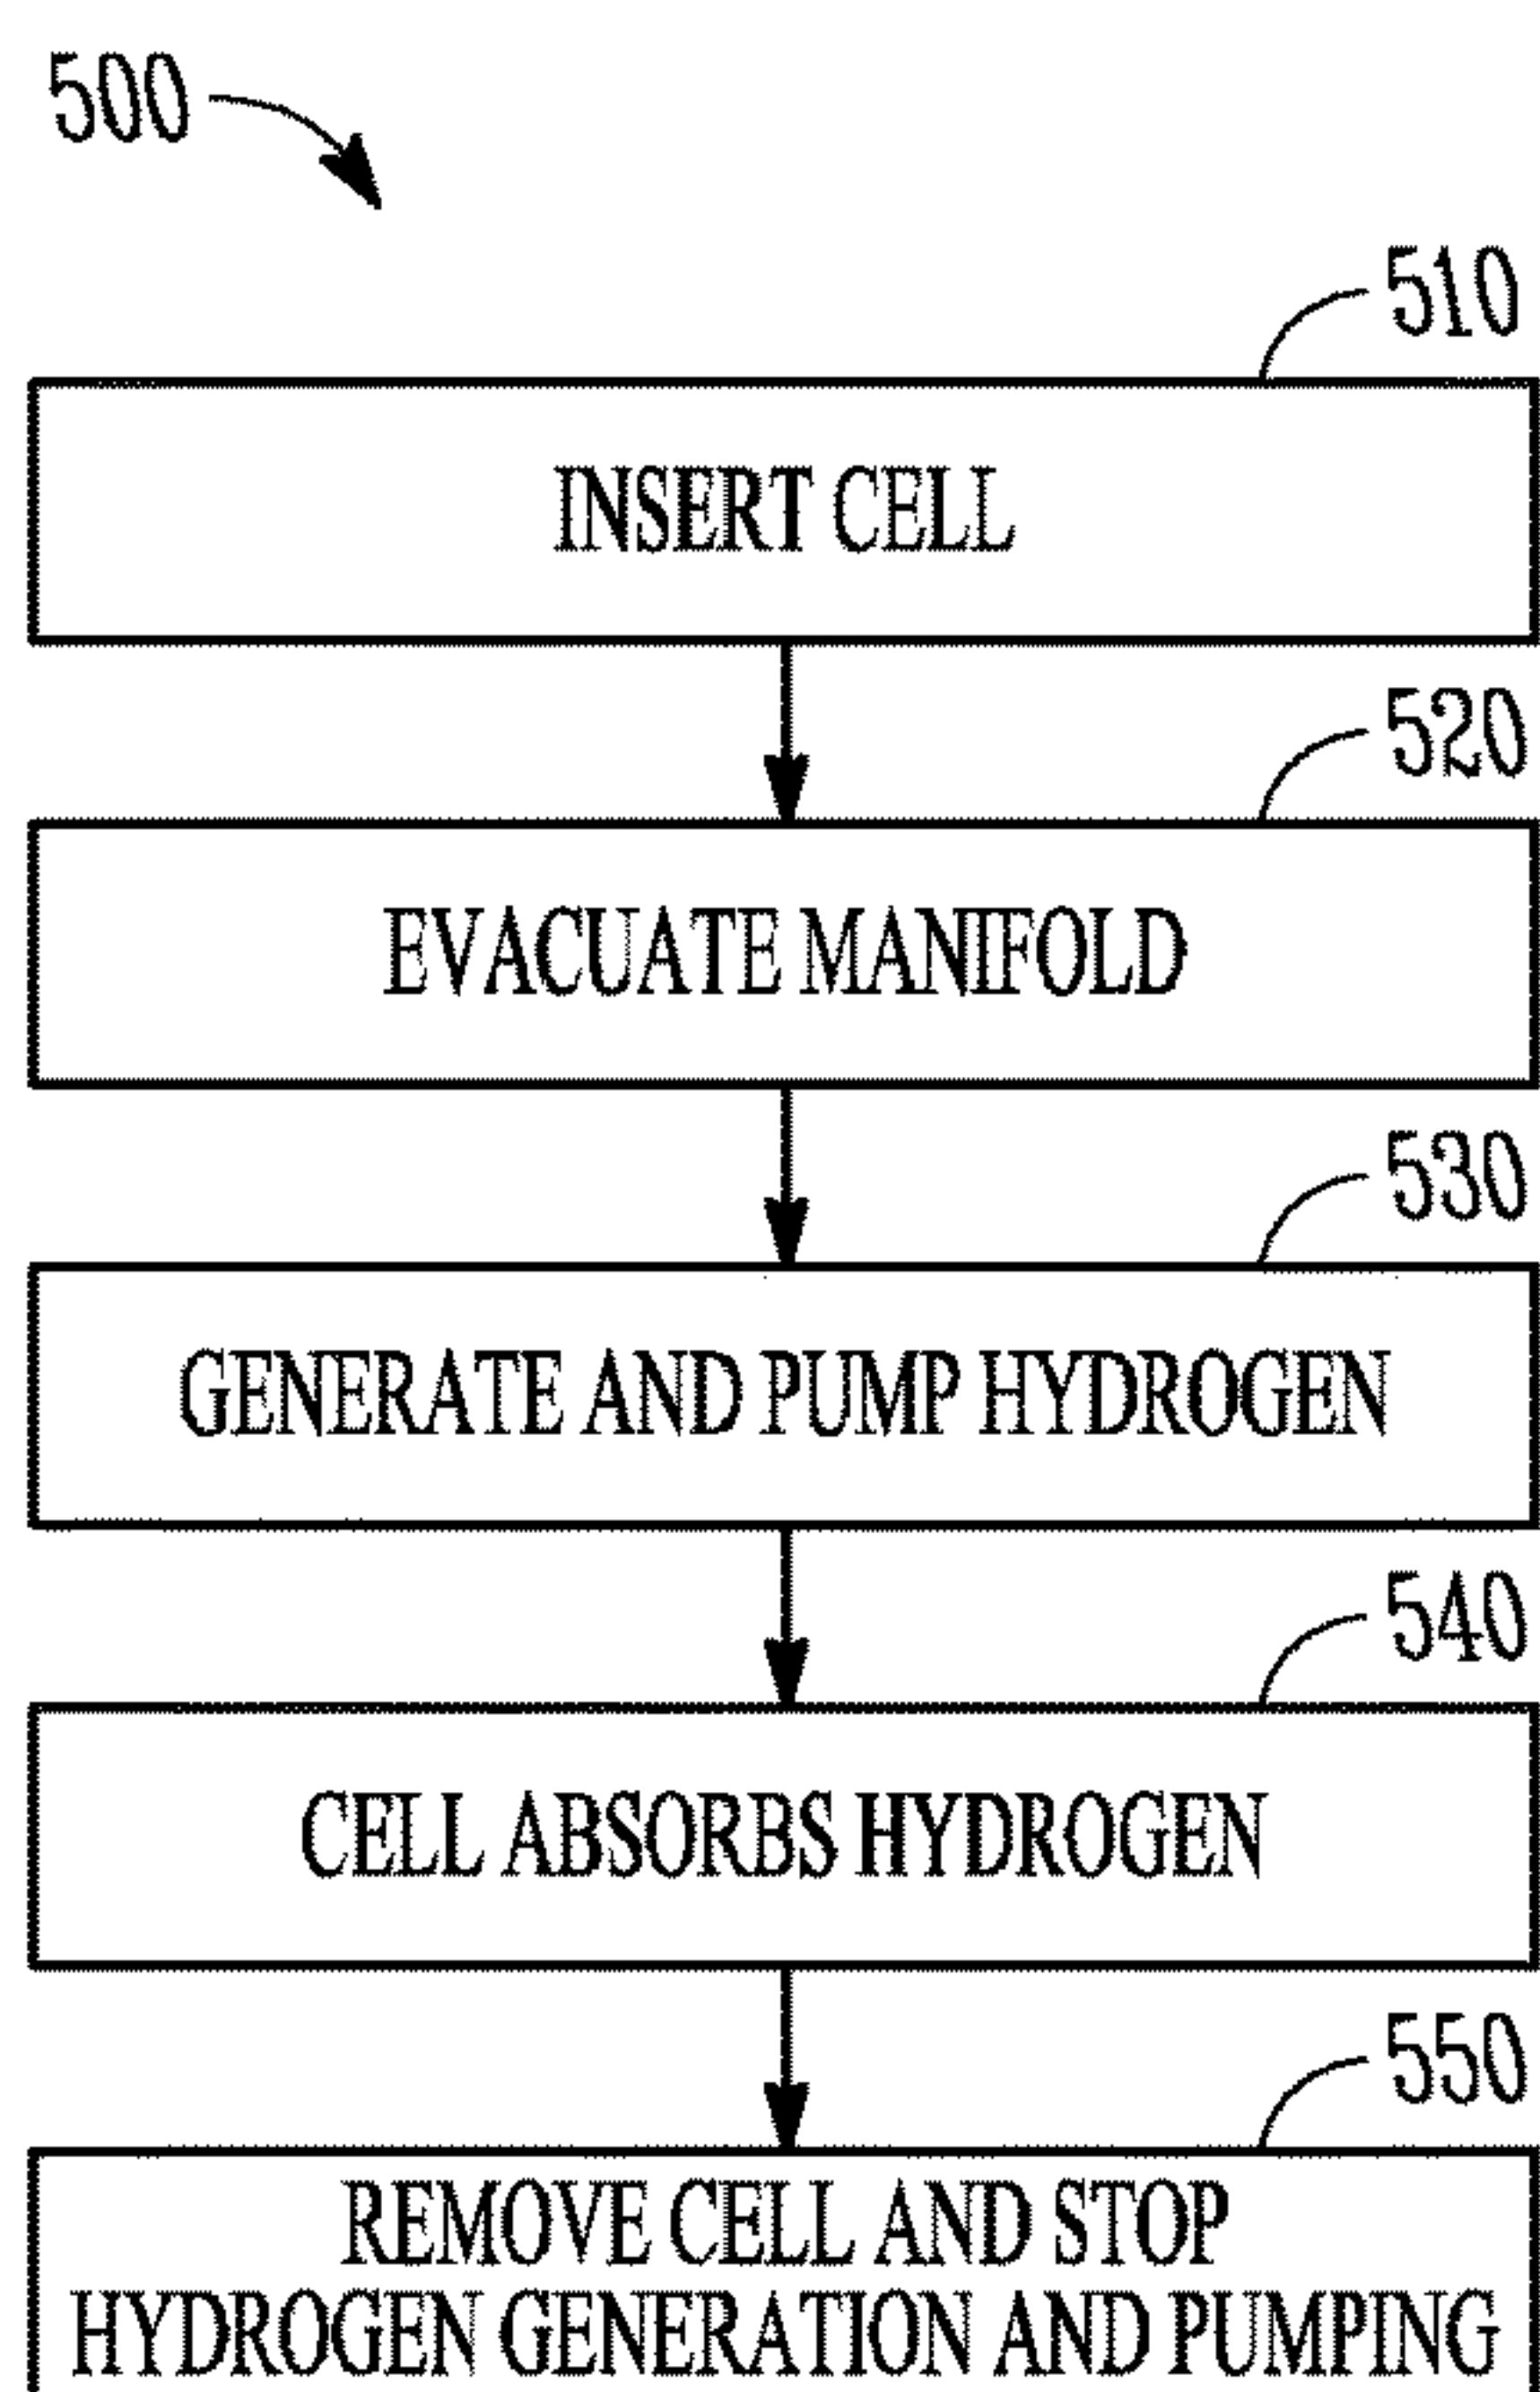 500
510
INSERT CELL
520
EVACUATE MANIFOLD
530
GENERATE AND PUMP HYDROGEN
540
CELL ABSORBS HYDROGEN
550
REMOVE CELL AND STOP
HYDROGEN GENERATION AND PUMPING